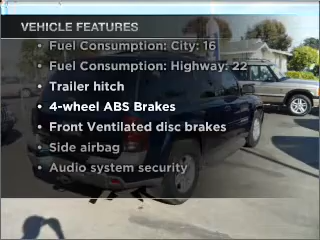 VEHICLE FEATURES
• Fuel Consumption: City: 16
• Fuel Consumption: Highway: 22
• Trailer hitch
• 4-wheel ABS Brakes
• Front Ventilated disc brakes
• Side airbag
• Audio system security